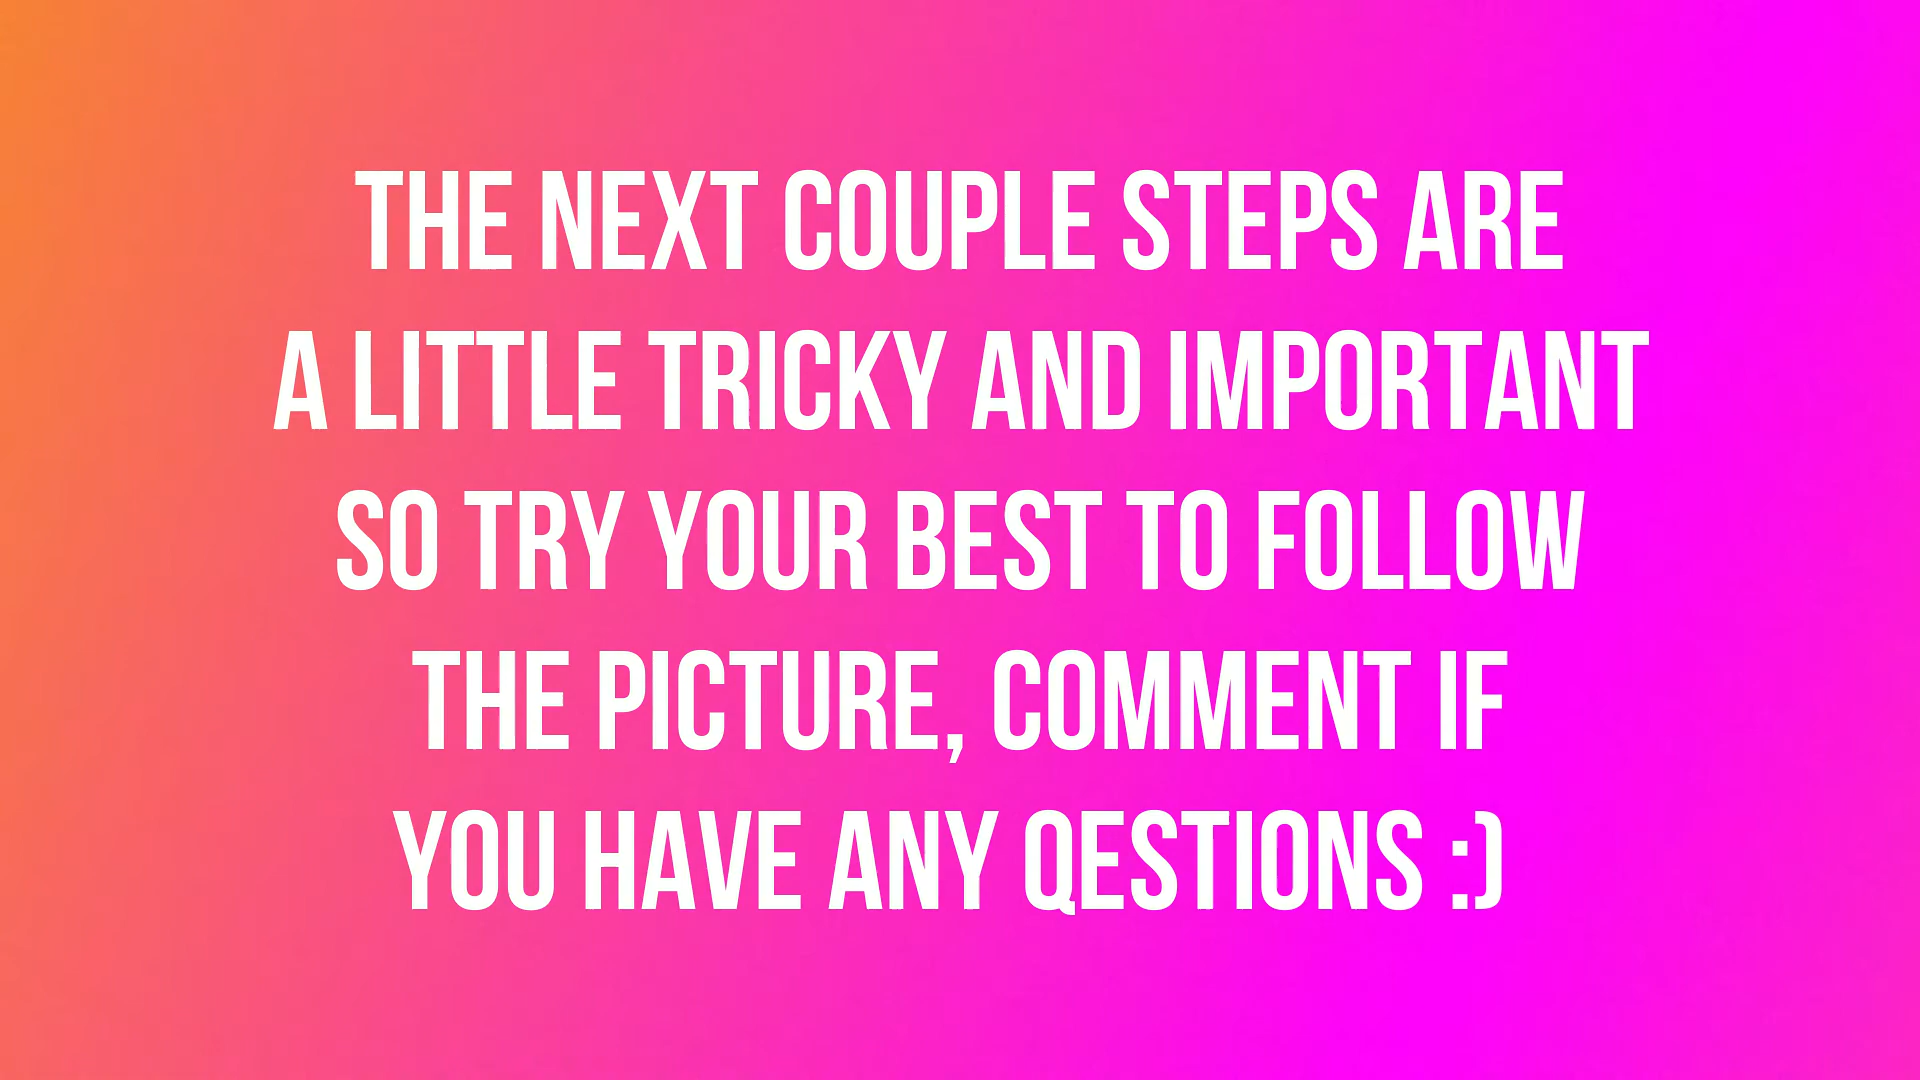 THE NEXT COUPLE STEPS ARE
A LITTLE TRICKY AND IMPORTANT
SO TRY YOUR BEST TO FOLLOW
THE PICTURE, COMMENT IF
YOU HAVE ANY QESTIONS :)